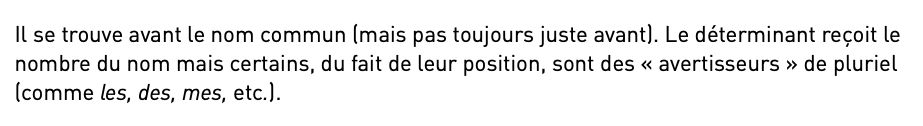 Il se trouve avant le nom commun (mais pas toujours juste avant). Le déterminant reçoit le
nombre du nom mais certains, du fait de leur position, sont des « avertisseurs » de pluriel
(comme les, des, mes, etc.).